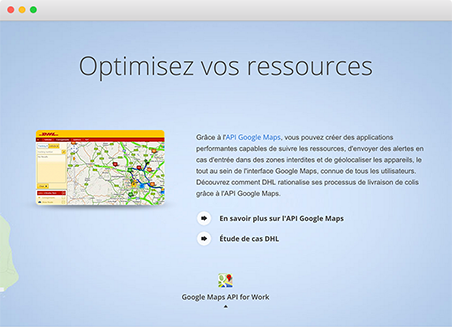 Optimisez vos ressources
DHL
Grâce à l'API Google Maps, vous pouvez créer des applications
performantes capables de suivre les ressources, d'envoyer des alertes en
cas d'entrée dans des zones interdites et de géolocaliser les appareils, le
tout au sein de l'interface Google Maps, connue de tous les utilisateurs.
Découvrez comment DHL rationalise ses processus de livraison de colis
grâce à l'API Google Maps.
En savoir plus sur l'API Google Maps
Étude de cas DHL
Google Maps API for Work